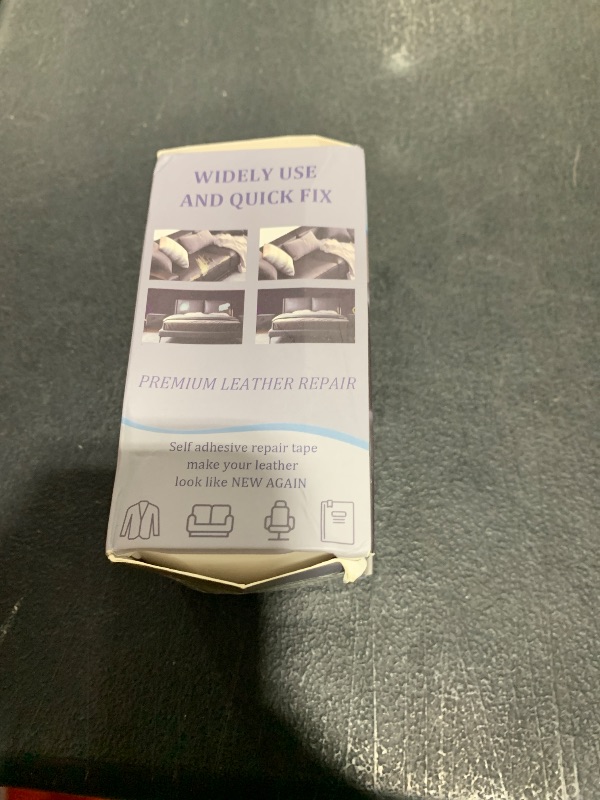 WIDELY USE
AND QUICK FIX
PREMIUM LEATHER REPAIR
Self adhesive repair tape
make your leather
look like NEW AGAIN